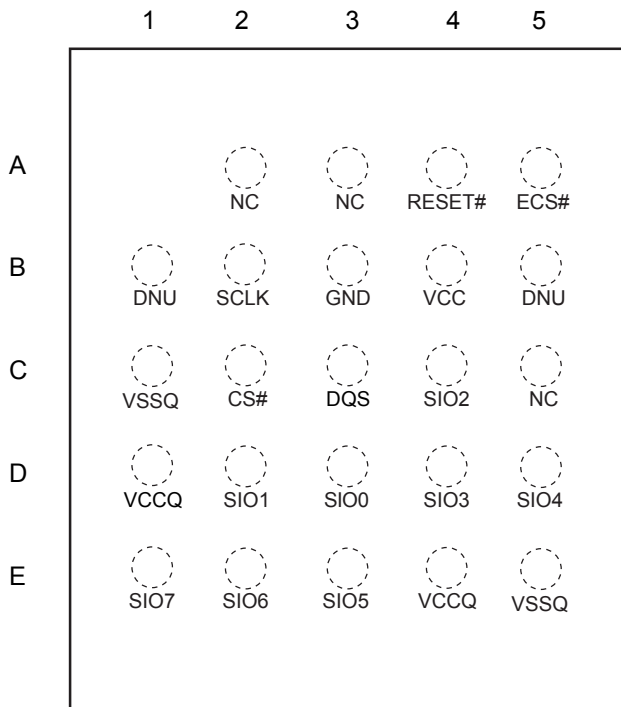 1 2 3 4 5
A
NC NC RESET# ECS#
B
DNU SCLK GND VCC DNU
C
VSSQ CS# DQS SIO2 NC
D
VCCQ SIO1 SIO0 SIO3 SIO4
E
SIO7 SIO6 SIO5 VCCQ VSSQ